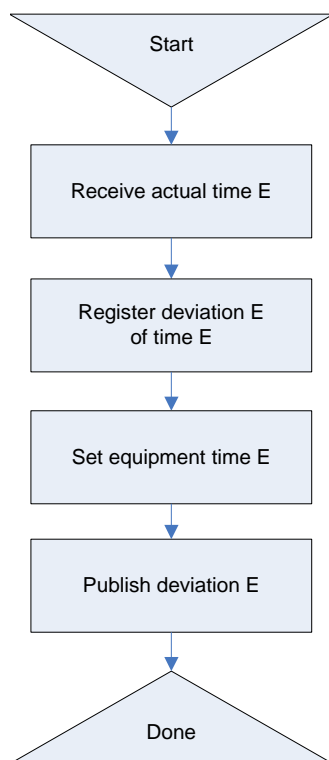 Start
Receive actual time E
Register deviation E
of time E
Set equipment time E
Publish deviation E
Done